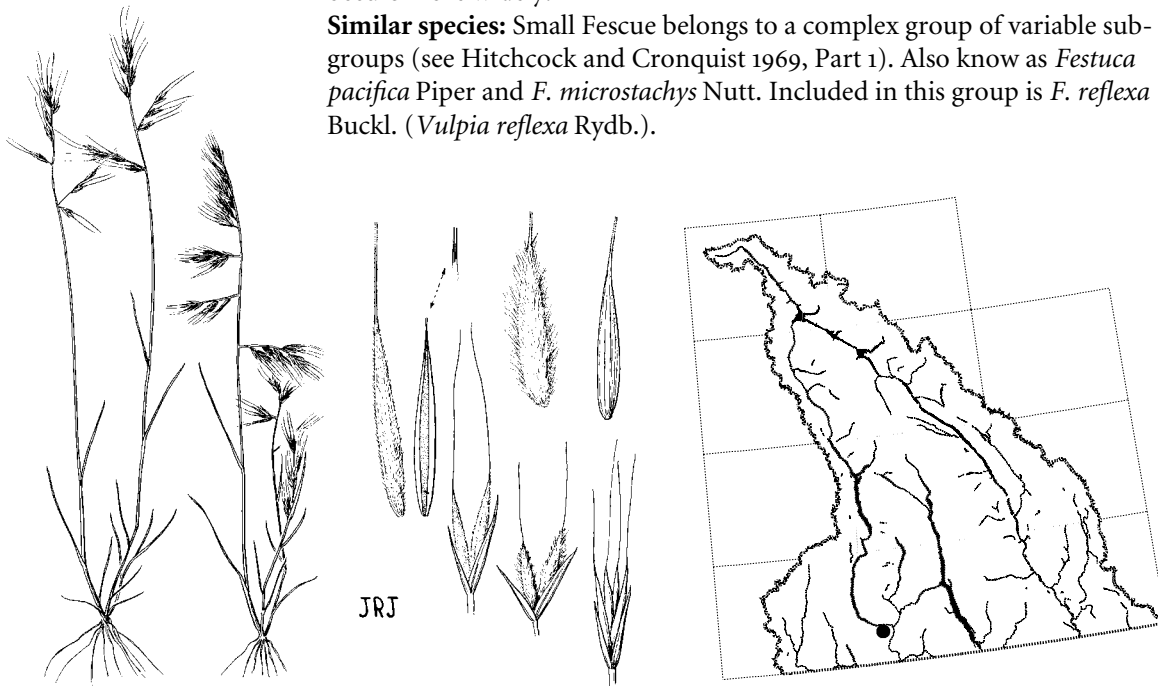 Similar species: Small Fescue belongs to a complex group of variable sub-
groups (see Hitchcock and Cronquist 1969, Part 1). Also know as Festuca
pacifica Piper and F. microstachys Nutt. Included in this group is F. reflexa
Buckl. (Vulpia reflexa Rydb.).
JRJ